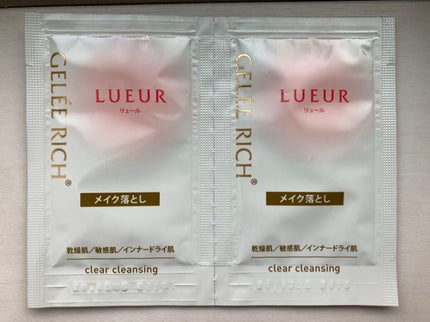 GELÉE RICH®
LUEUR
リュール
メイク落とし
乾燥肌／敏感肌／インナードライ肌
clear cleansing
GELÉE RICH®
LUEUR
リュール
メイク落とし
乾燥肌／敏感肌／インナードライ肌
clear cleansing